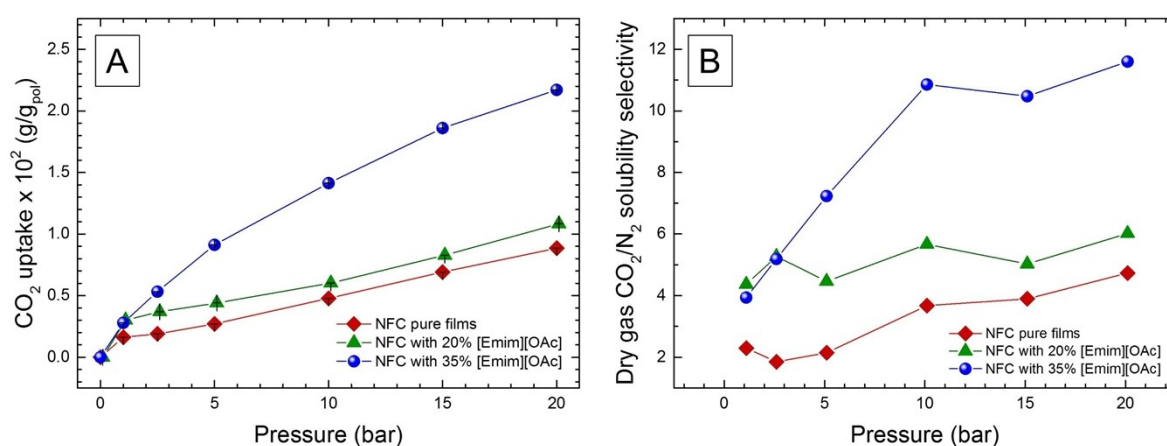 A
CO₂ uptake x 10² (g/g_pol)
2.5
2.0
1.5
1.0
0.5
0.0
NFC pure films
NFC with 20% [Emim][OAc]
NFC with 35% [Emim][OAc]
0 5 10 15 20
Pressure (bar)
B
Dry gas CO₂/N₂ solubility selectivity
12
10
8
6
4
2
NFC pure films
NFC with 20% [Emim][OAc]
NFC with 35% [Emim][OAc]
0 5 10 15 20
Pressure (bar)